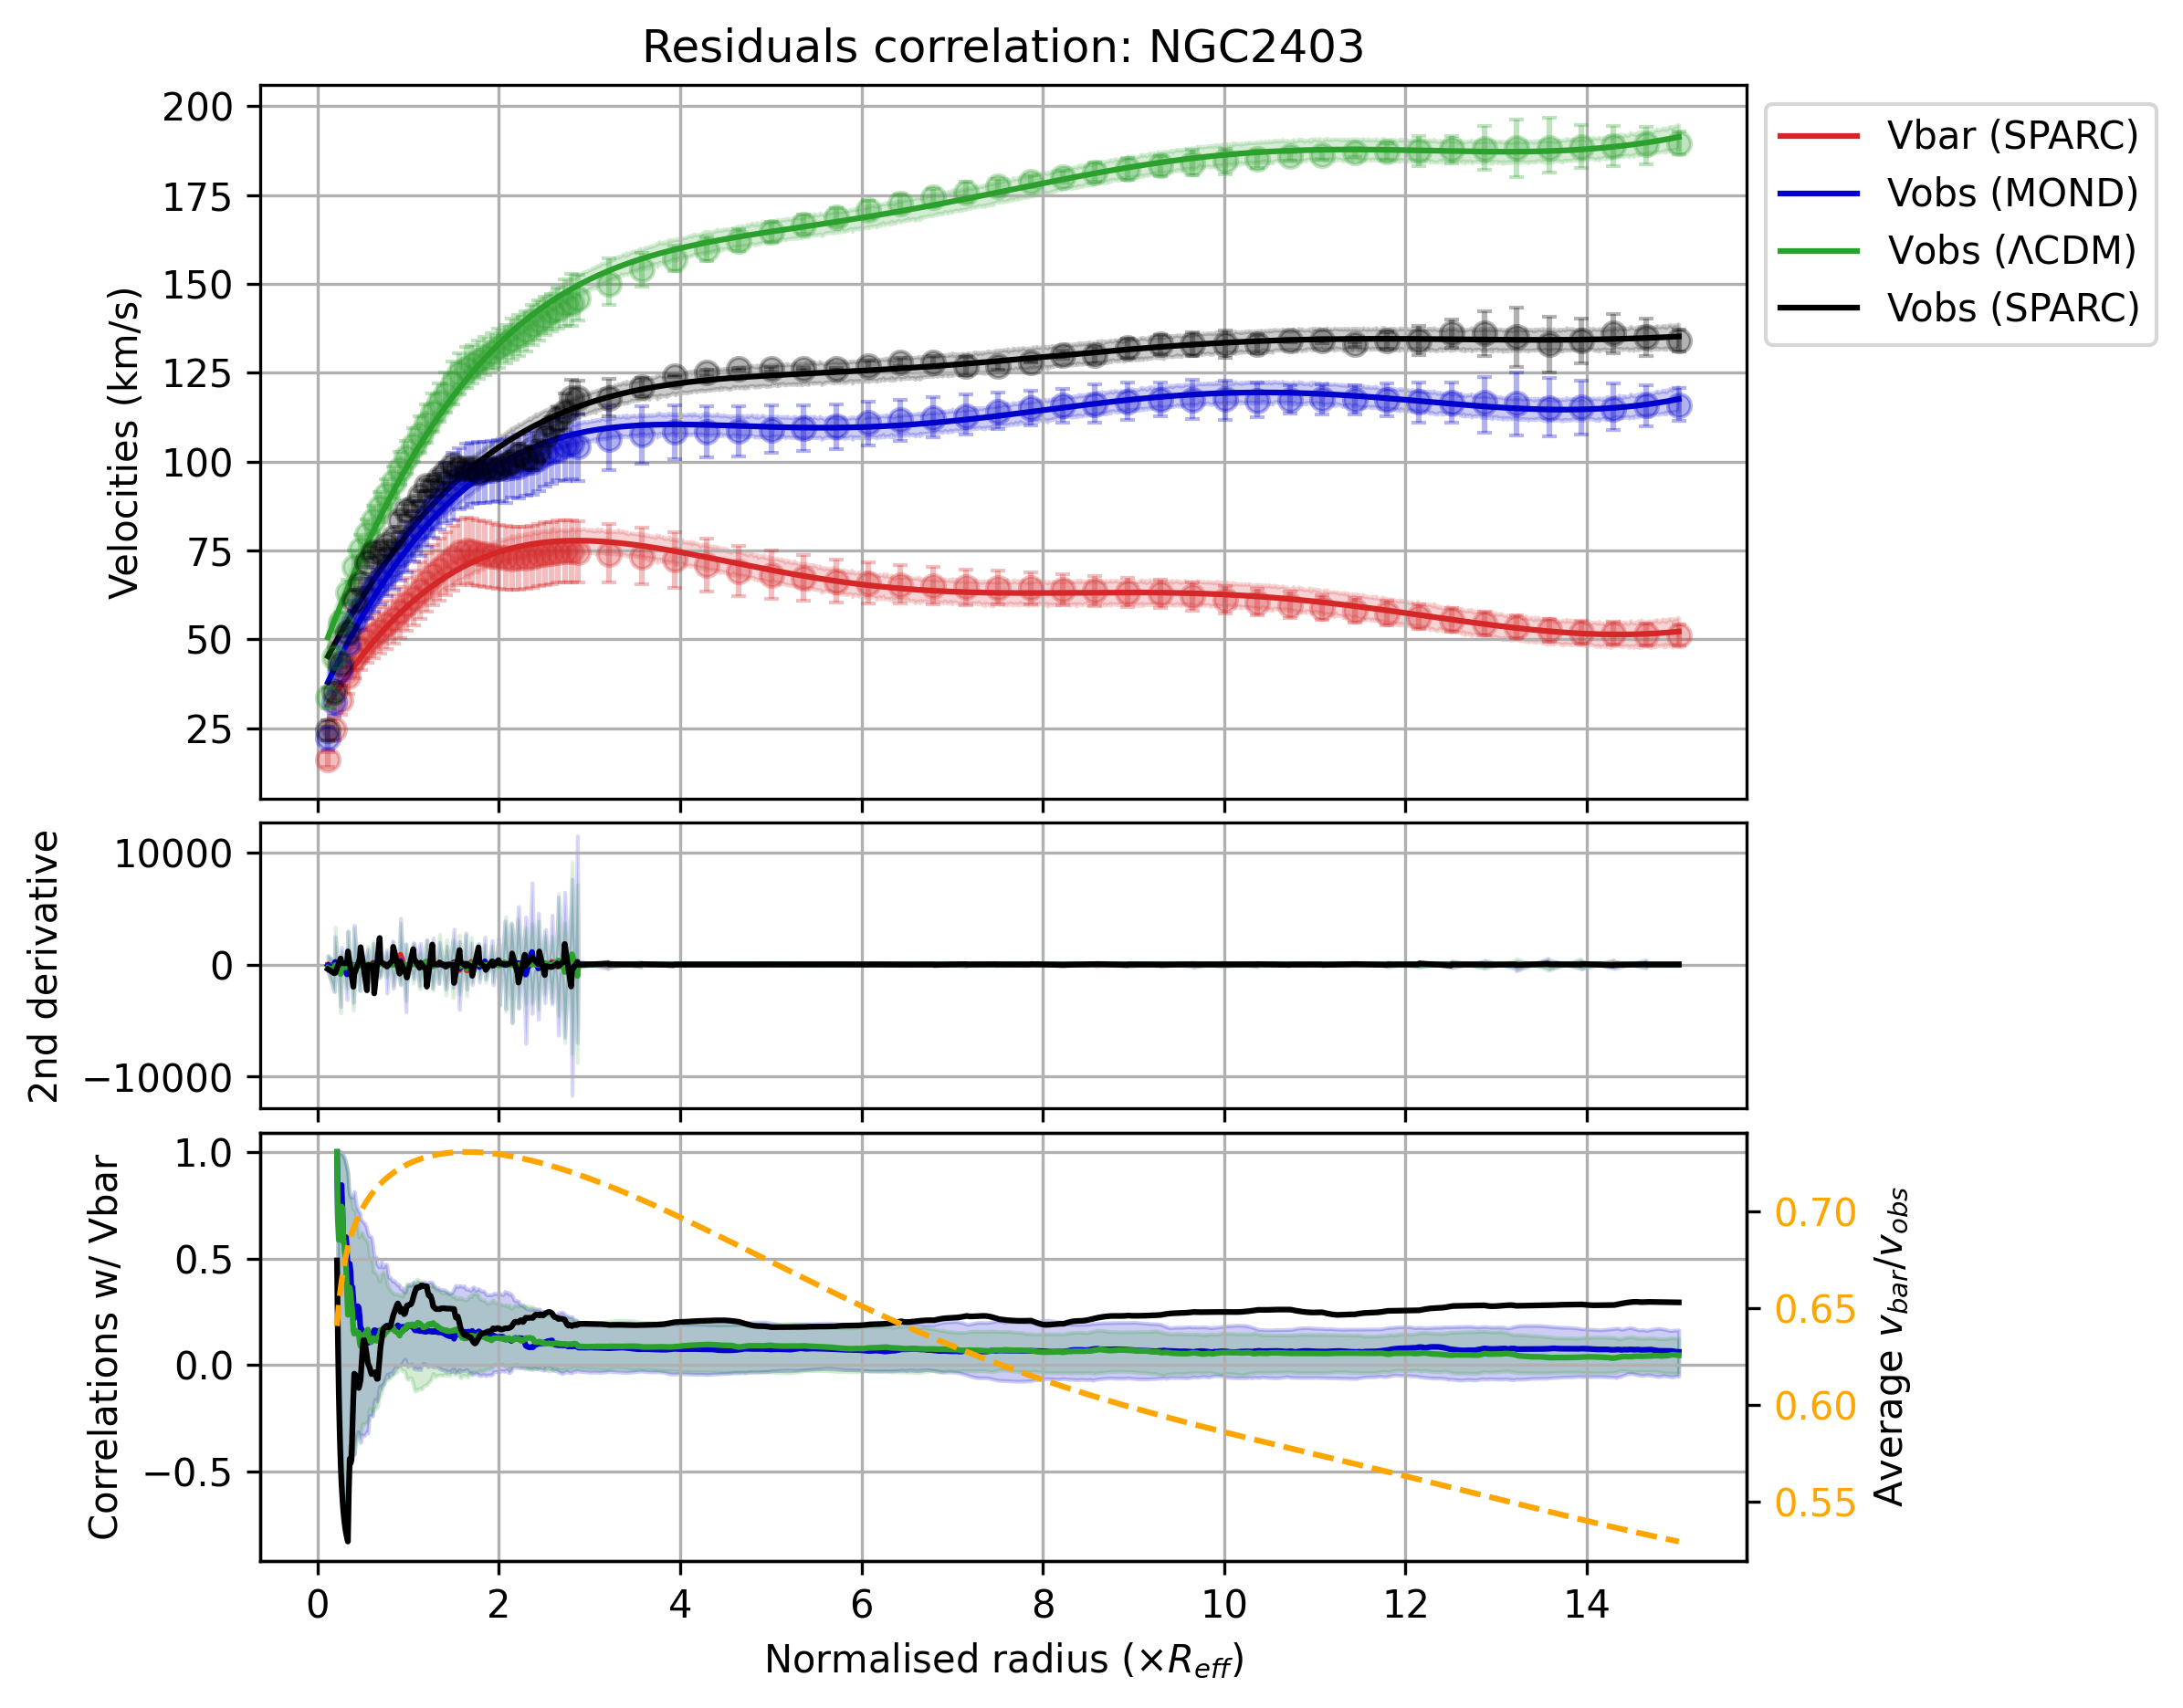 Residuals correlation: NGC2403
200
175
150
125
100
75
50
25
Velocities (km/s)
Vbar (SPARC)
Vobs (MOND)
Vobs (ΛCDM)
Vobs (SPARC)
10000
0
−10000
2nd derivative
1.0
0.5
0.0
−0.5
Correlations w/ Vbar
0.70
0.65
0.60
0.55
Average v_bar/v_obs
0 2 4 6 8 10 12 14
Normalised radius (×R_eff)